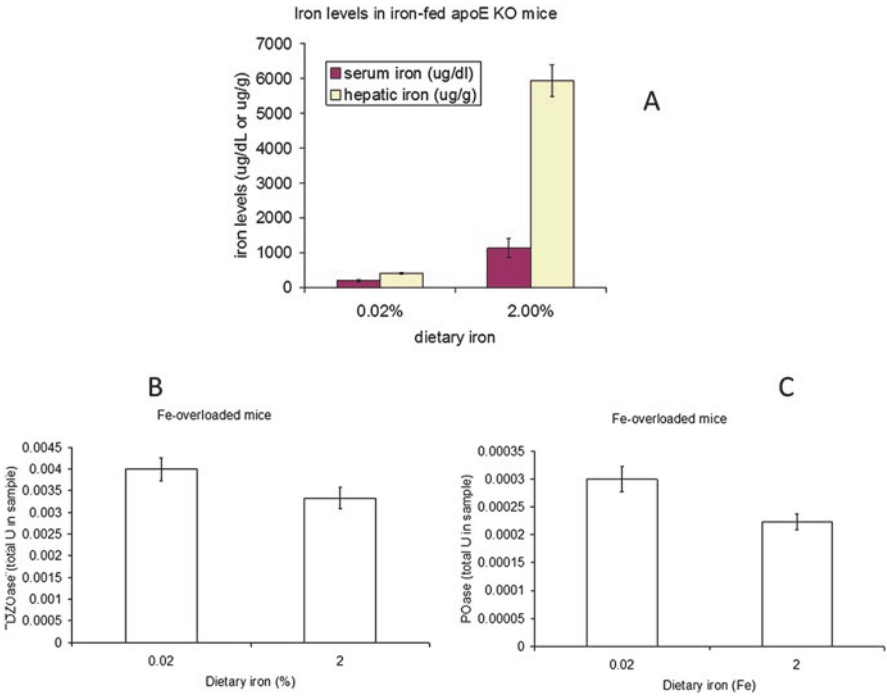 Iron levels in iron-fed apoE KO mice
7000
6000
5000
4000
3000
2000
1000
0
iron levels (ug/dL or ug/g)
serum iron (ug/dl)
hepatic iron (ug/g)
A
0.02%
2.00%
dietary iron
B
Fe-overloaded mice
0.0045
0.004
0.0035
0.003
0.0025
0.002
0.0015
0.001
0.0005
0
DZOase (total U in sample)
0.02
2
Dietary iron (%)
C
Fe-overloaded mice
0.00035
0.0003
0.00025
0.0002
0.00015
0.0001
0.00005
0
POase (total U in sample)
0.02
2
Dietary iron (Fe)